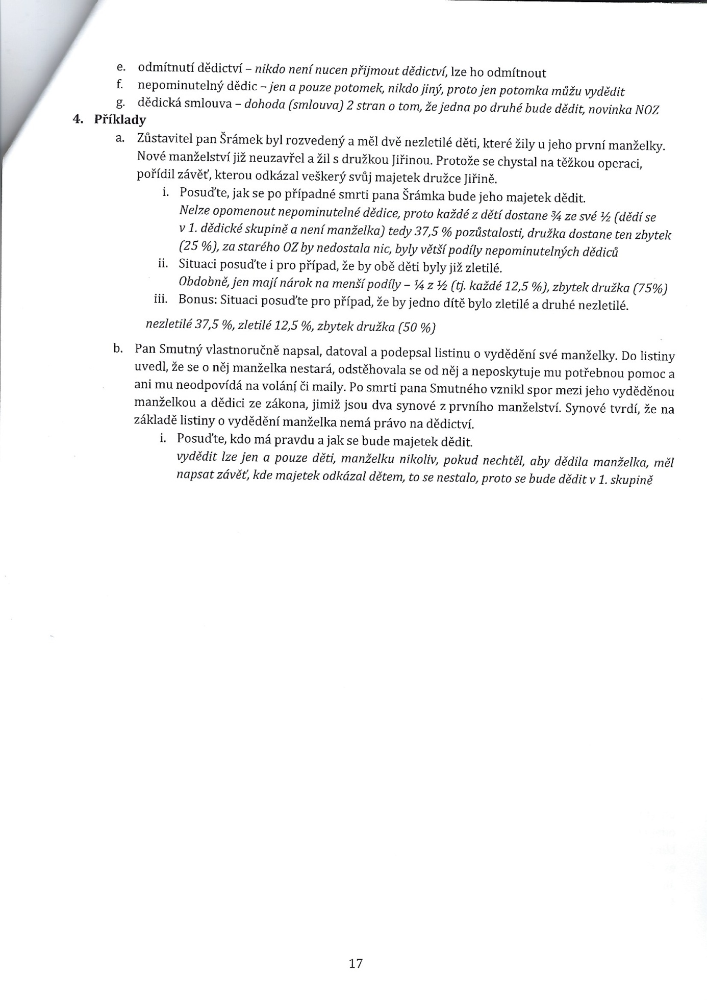 e. odmítnutí dědictví – nikdo není nucen přijmout dědictví, lze ho odmítnout
f. nepominutelný dědic – jen a pouze potomek, nikdo jiný, proto jen potomka můžu vydědit
g. dědická smlouva – dohoda (smlouva) 2 stran o tom, že jedna po druhé bude dědit, novinka NOZ
4. Příklady
a. Zůstavitel pan Šrámek byl rozvedený a měl dvě nezletilé děti, které žily u jeho první manželky.
Nové manželství již neuzavřel a žil s družkou Jiřinou. Protože se chystal na těžkou operaci,
pořídil závěť, kterou odkázal veškerý svůj majetek družce Jiřině.
i. Posuďte, jak se po případné smrti pana Šrámka bude jeho majetek dědit.
Nelze opomenout nepominutelné dědice, proto každé z dětí dostane ¾ ze své ½ (dědí se
v 1. dědické skupině a není manželka) tedy 37,5 % pozůstalosti, družka dostane ten zbytek
(25 %), za starého OZ by nedostala nic, byly větší podíly nepominutelných dědiců
ii. Situaci posuďte i pro případ, že by obě děti byly již zletilé.
Obdobně, jen mají nárok na menší podíly – ¼ z ½ (tj. každé 12,5 %), zbytek družka (75%)
iii. Bonus: Situaci posuďte pro případ, že by jedno dítě bylo zletilé a druhé nezletilé.
nezletilé 37,5 %, zletilé 12,5 %, zbytek družka (50 %)
b. Pan Smutný vlastnoručně napsal, datoval a podepsal listinu o vydědění své manželky. Do listiny
uvedl, že se o něj manželka nestará, odstěhovala se od něj a neposkytuje mu potřebnou pomoc a
ani mu neodpovídá na volání či maily. Po smrti pana Smutného vznikl spor mezi jeho vyděděnou
manželkou a dědici ze zákona, jimiž jsou dva synové z prvního manželství. Synové tvrdí, že na
základě listiny o vydědění manželka nemá právo na dědictví.
i. Posuďte, kdo má pravdu a jak se bude majetek dědit.
vydědit lze jen a pouze děti, manželku nikoliv, pokud nechtěl, aby dědila manželka, měl
napsat závěť, kde majetek odkázal dětem, to se nestalo, proto se bude dědit v 1. skupině
17